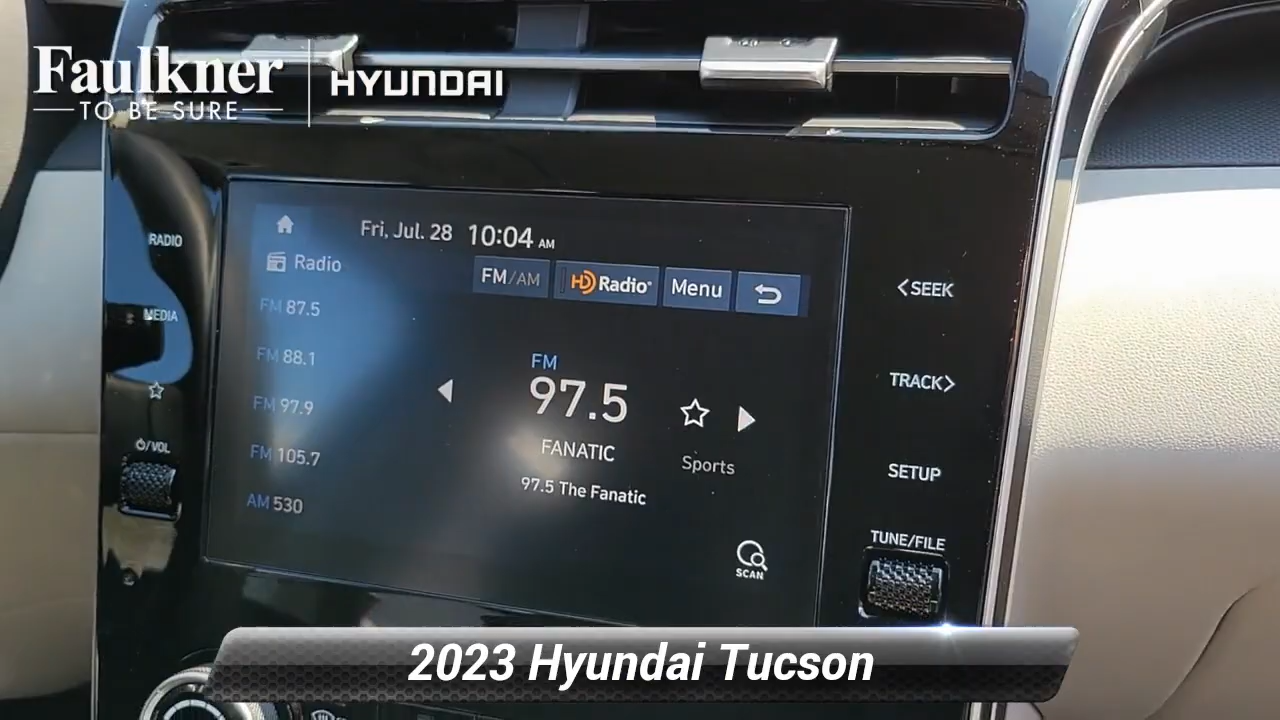 Faulkner
TO BE SURE
HYUNDAI
RADIO
MEDIA
/VOL
Fri, Jul. 28 10:04 AM
Radio
FM/AM HD Radio Menu
FM 87.5
FM 88.1
FM 97.9
FM 105.7
AM 530
FM
97.5
FANATIC
Sports
97.5 The Fanatic
SCAN
<SEEK
TRACK>
SETUP
TUNE/FILE
2023 Hyundai Tucson